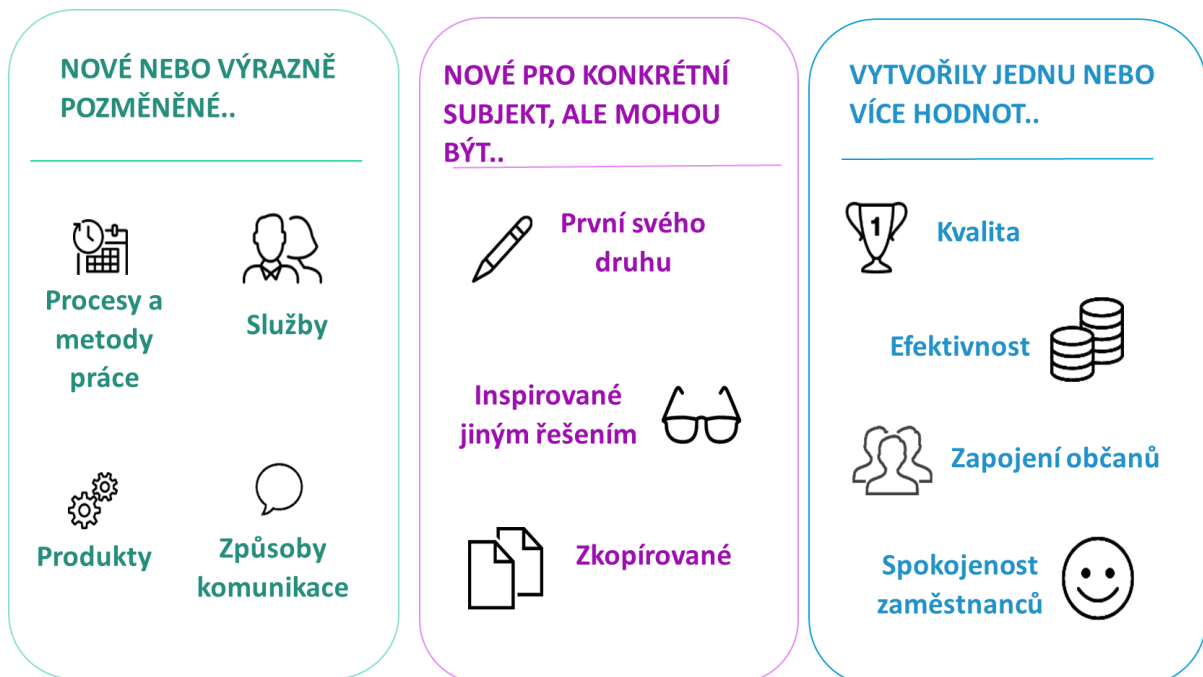 NOVÉ NEBO VÝRAZNĚ
POZMĚNĚNÉ..
Procesy a
metody
práce
Služby
Produkty
Způsoby
komunikace
NOVÉ PRO KONKRÉTNÍ
SUBJEKT, ALE MOHOU
BÝT..
První svého
druhu
Inspirované
jiným řešením
Zkopírované
VYTVOŘILY JEDNU NEBO
VÍCE HODNOT..
1
Kvalita
Efektivnost
Zapojení občanů
Spokojenost
zaměstnanců